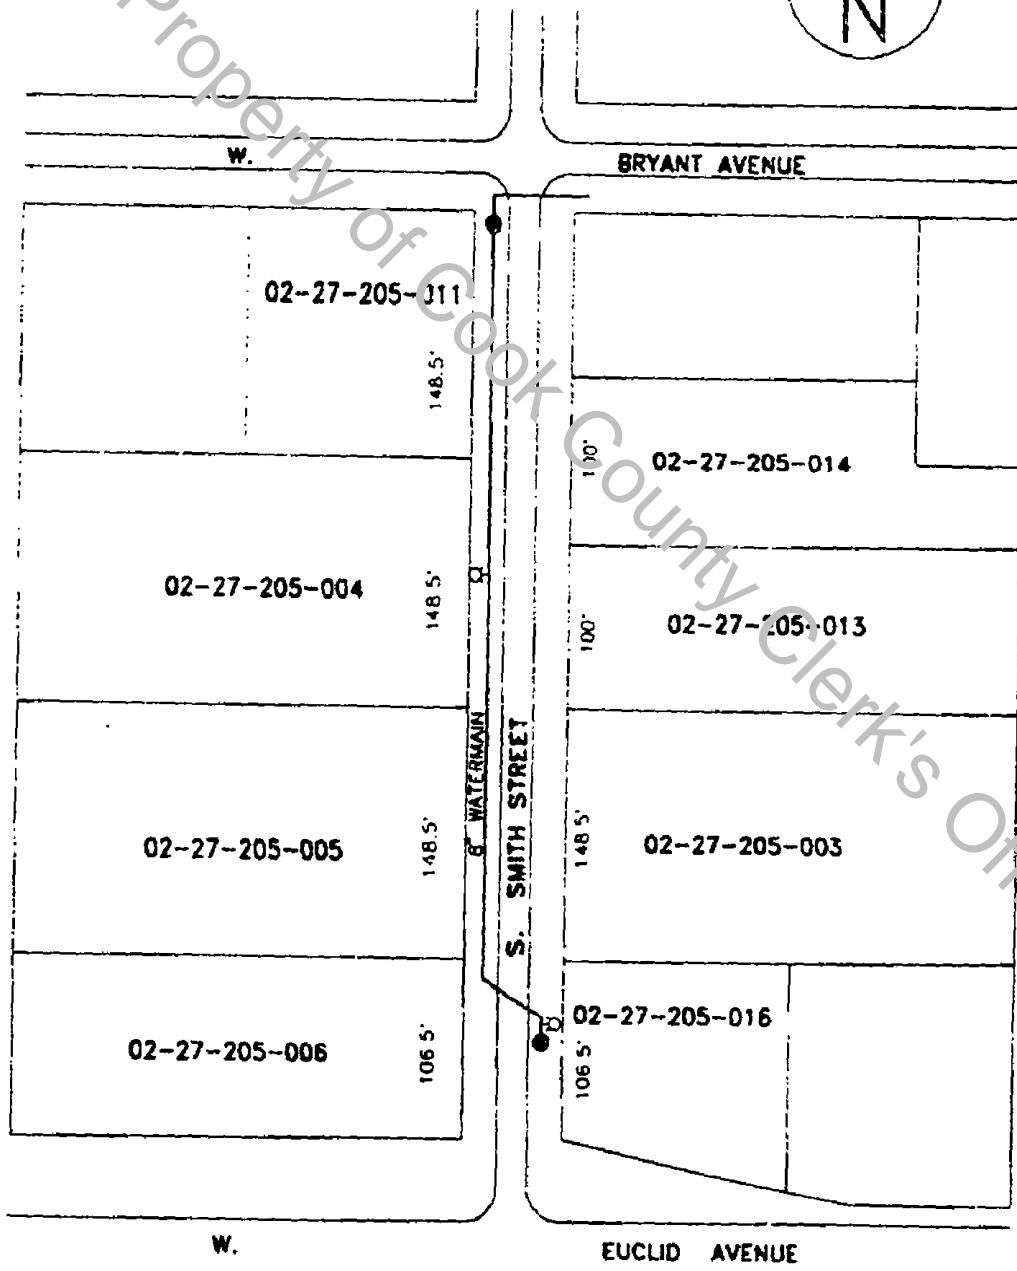 N
Property of Cook County Clerk's Off
W. BRYANT AVENUE
02-27-205-011
148.5'
100'
02-27-205-014
02-27-205-004
148 5'
100'
02-27-205-013
8" WATERMAIN
S. SMITH STREET
02-27-205-005
148.5'
148 5'
02-27-205-003
02-27-205-016
02-27-205-006
106 5'
106 5'
W. EUCLID AVENUE